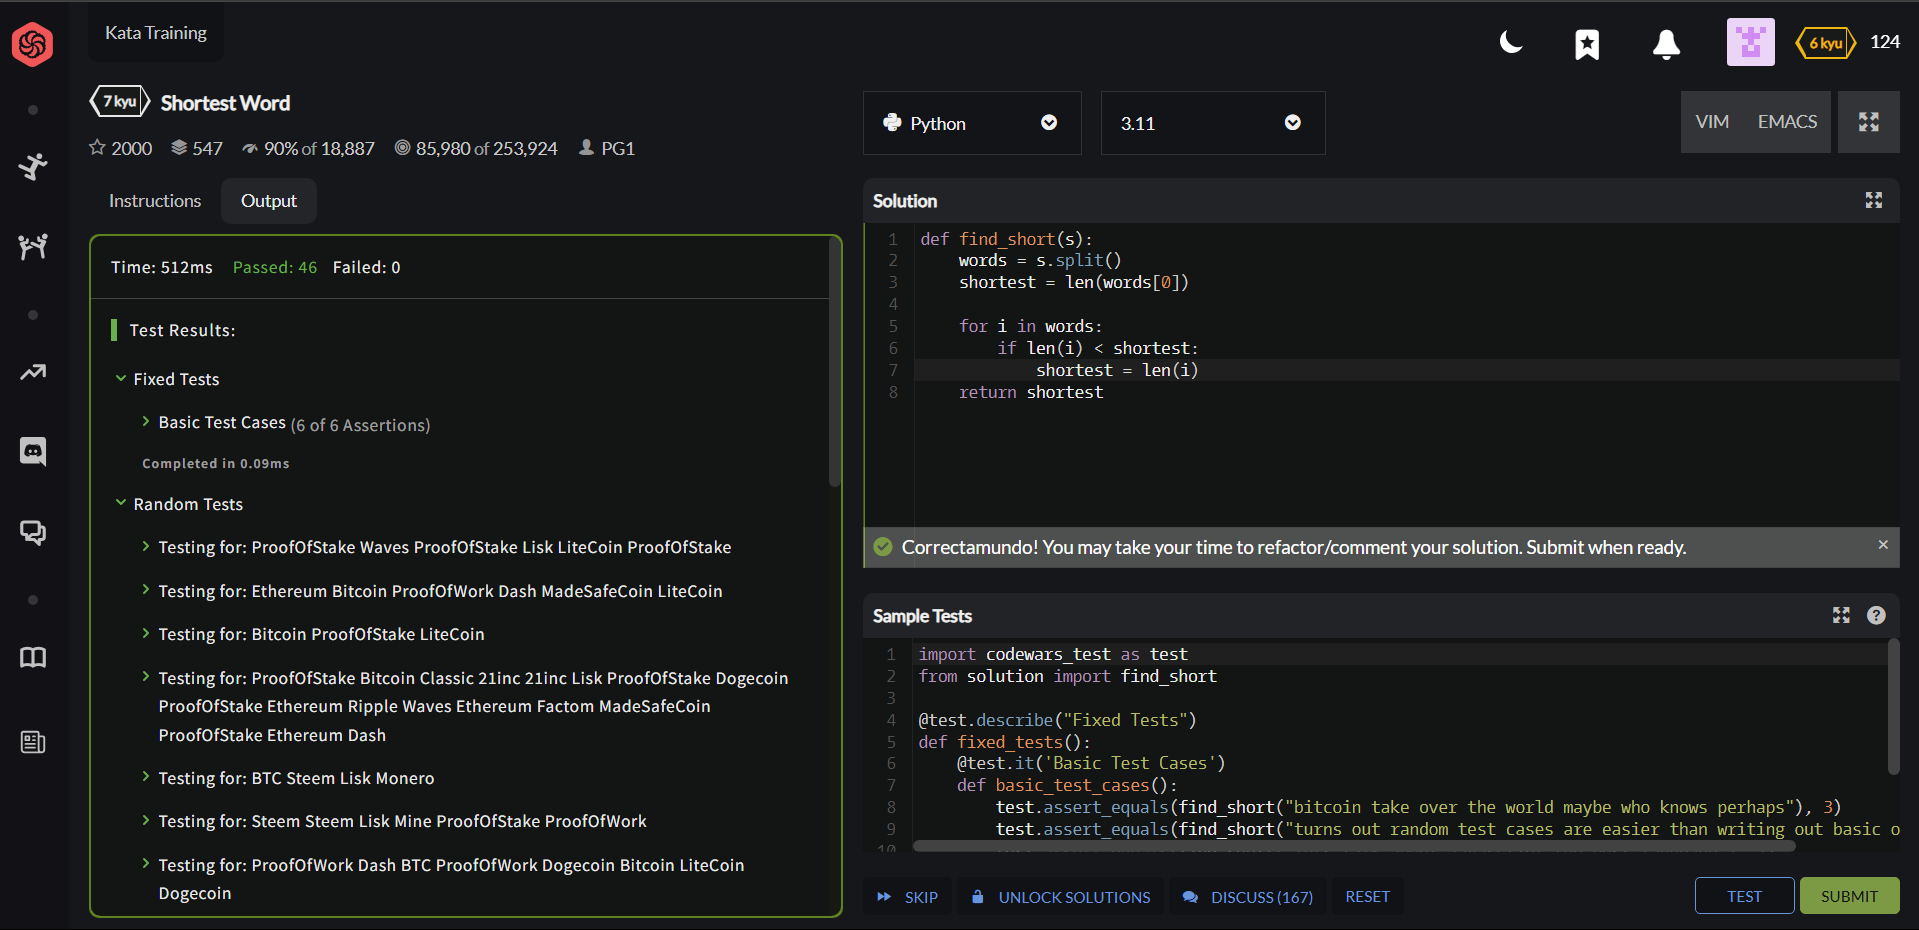 Kata Training
6 kyu 124
7 kyu Shortest Word
2000 547 90% of 18,887 85,980 of 253,924 PG1
Instructions Output
Time: 512ms Passed: 46 Failed: 0
Test Results:
Fixed Tests
Basic Test Cases (6 of 6 Assertions)
Completed in 0.09ms
Random Tests
Testing for: ProofOfStake Waves ProofOfStake Lisk LiteCoin ProofOfStake
Testing for: Ethereum Bitcoin ProofOfWork Dash MadeSafeCoin LiteCoin
Testing for: Bitcoin ProofOfStake LiteCoin
Testing for: ProofOfStake Bitcoin Classic 21inc 21inc Lisk ProofOfStake Dogecoin
ProofOfStake Ethereum Ripple Waves Ethereum Factom MadeSafeCoin
ProofOfStake Ethereum Dash
Testing for: BTC Steem Lisk Monero
Testing for: Steem Steem Lisk Mine ProofOfStake ProofOfWork
Testing for: ProofOfWork Dash BTC ProofOfWork Dogecoin Bitcoin LiteCoin
Dogecoin
Python 3.11 VIM EMACS
Solution
1 def find_short(s):
2     words = s.split()
3     shortest = len(words[0])
4
5     for i in words:
6         if len(i) < shortest:
7             shortest = len(i)
8     return shortest
Correctamundo! You may take your time to refactor/comment your solution. Submit when ready. ×
Sample Tests ?
1 import codewars_test as test
2 from solution import find_short
3
4 @test.describe("Fixed Tests")
5 def fixed_tests():
6     @test.it('Basic Test Cases')
7     def basic_test_cases():
8         test.assert_equals(find_short("bitcoin take over the world maybe who knows perhaps"), 3)
9         test.assert_equals(find_short("turns out random test cases are easier than writing out basic o
10
SKIP UNLOCK SOLUTIONS DISCUSS (167) RESET TEST SUBMIT